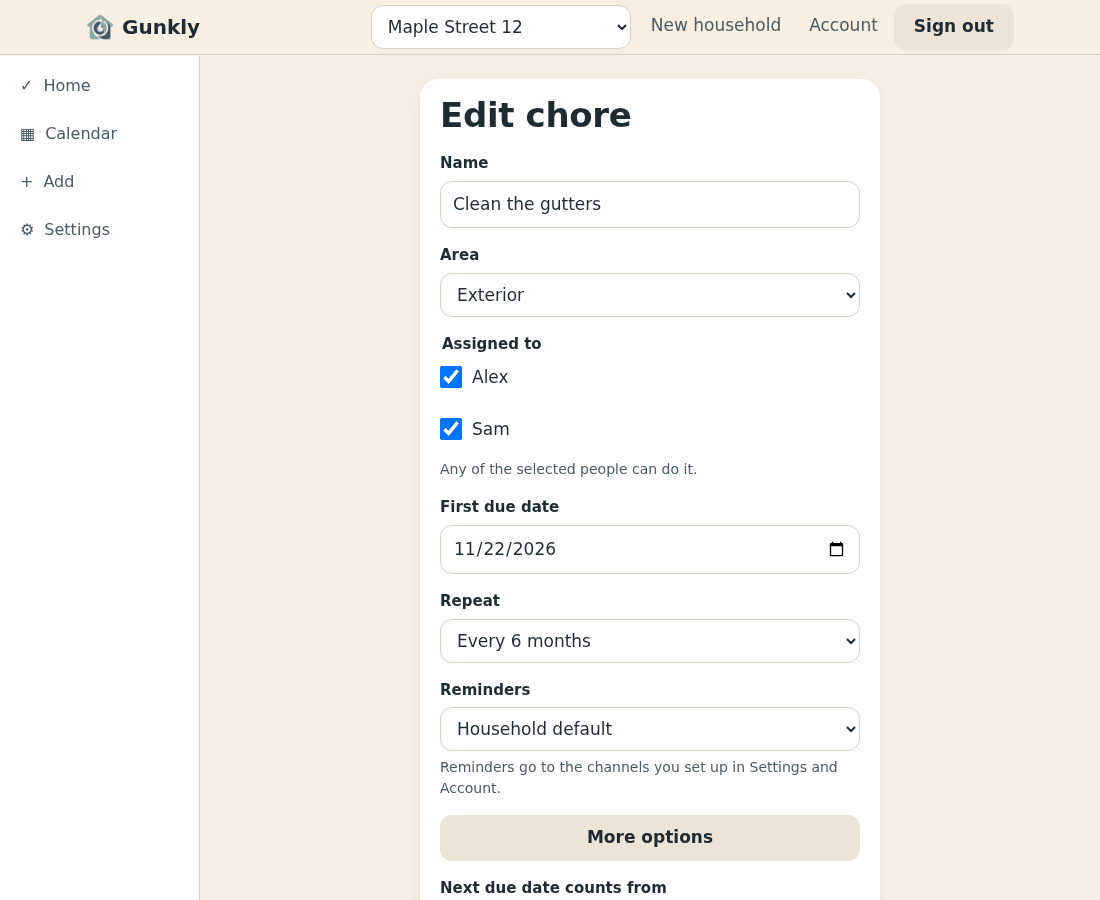 Gunkly
Maple Street 12
New household
Account
Sign out
✓ Home
▦ Calendar
+ Add
⚙ Settings
Edit chore
Name
Clean the gutters
Area
Exterior
Assigned to
Alex
Sam
Any of the selected people can do it.
First due date
11/22/2026
Repeat
Every 6 months
Reminders
Household default
Reminders go to the channels you set up in Settings and
Account.
More options
Next due date counts from